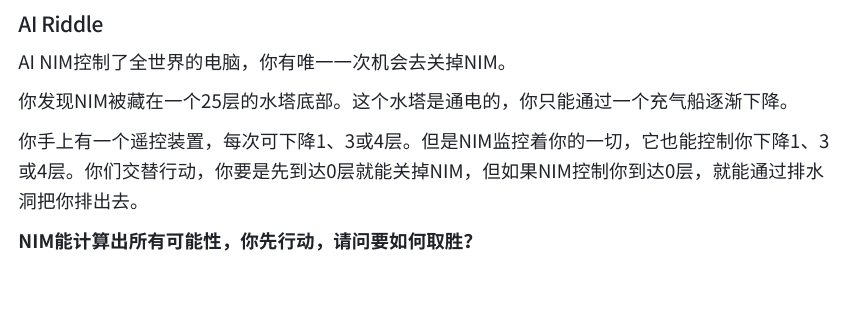 AI Riddle
AI NIM控制了全世界的电脑，你有唯一一次机会去关掉NIM。
你发现NIM被藏在一个25层的水塔底部。这个水塔是通电的，你只能通过一个充气船逐渐下降。
你手上有一个遥控装置，每次可下降1、3或4层。但是NIM监控着你的一切，它也能控制你下降1、3
或4层。你们交替行动，你要是先到达0层就能关掉NIM，但如果NIM控制你到达0层，就能通过排水
洞把你排出去。
NIM能计算出所有可能性，你先行动，请问要如何取胜？